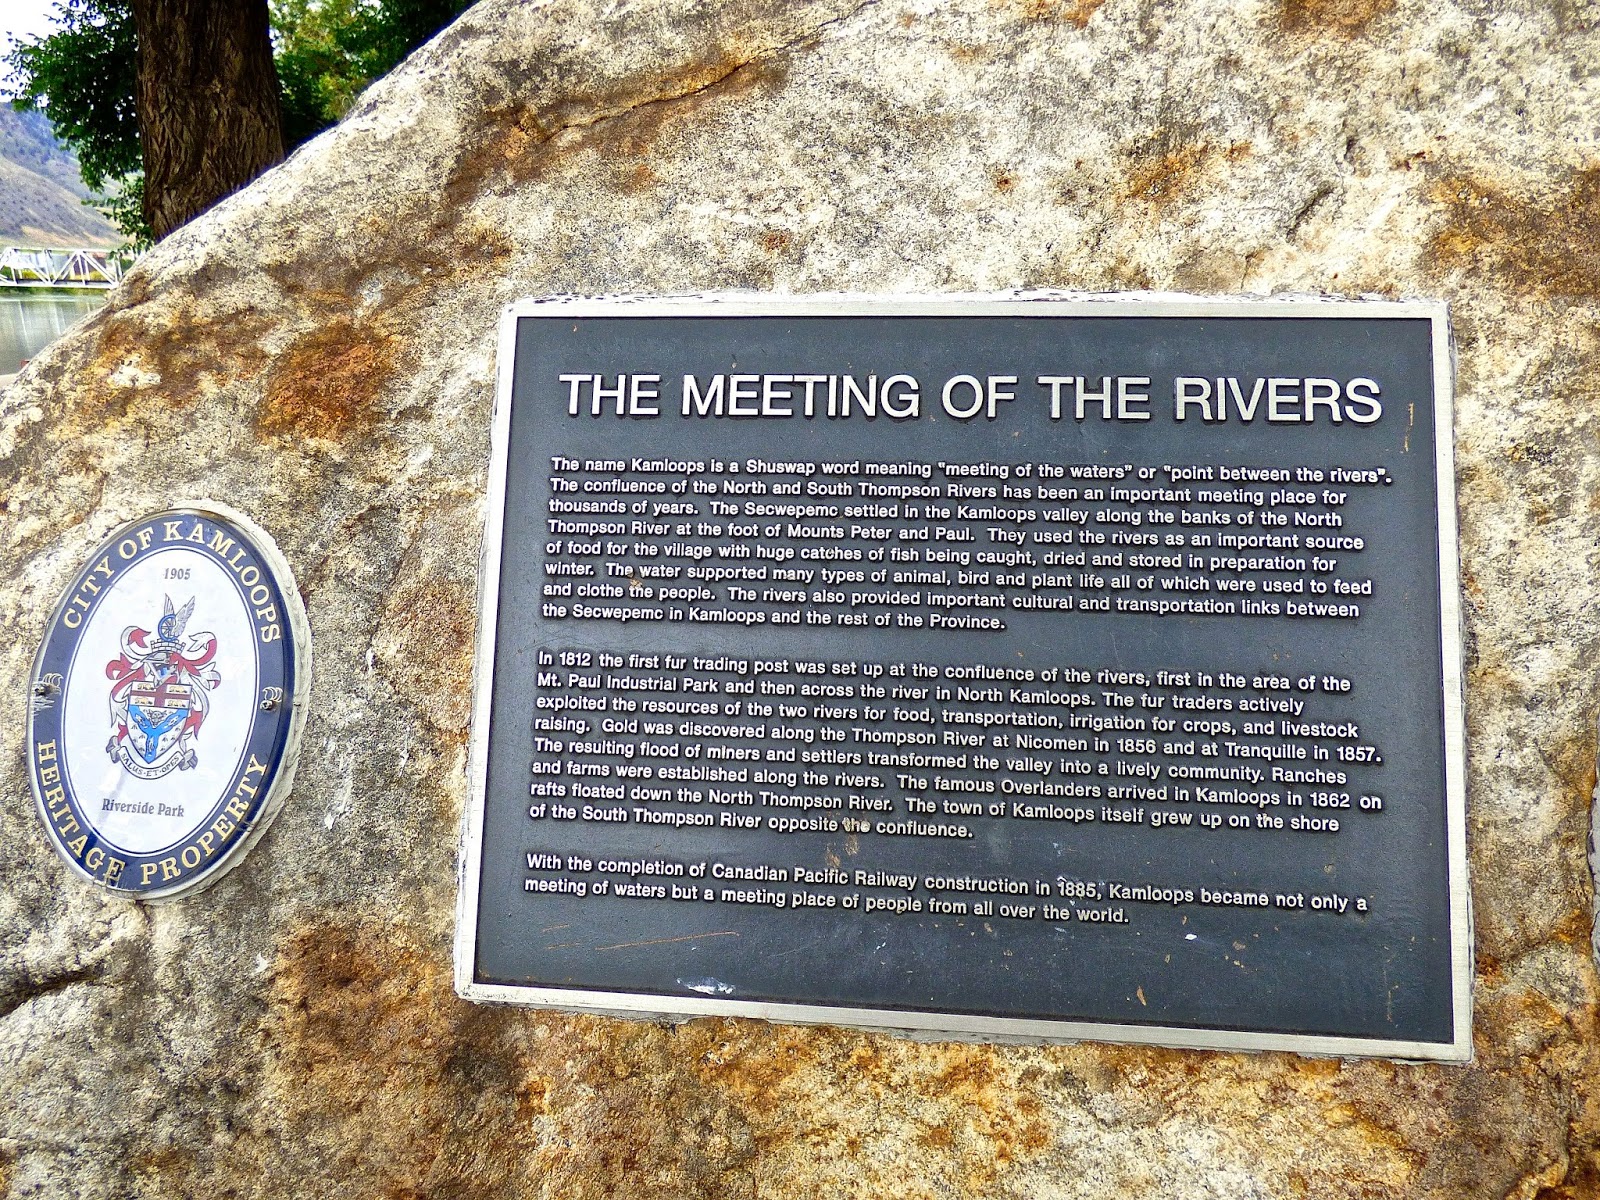 THE MEETING OF THE RIVERS
The name Kamloops is a Shuswap word meaning "meeting of the waters" or "point between the rivers".
The confluence of the North and South Thompson Rivers has been an important meeting place for
thousands of years. The Secwepemc settled in the Kamloops valley along the banks of the North
Thompson River at the foot of Mounts Peter and Paul. They used the rivers as an important source
of food for the village with huge catches of fish being caught, dried and stored in preparation for
winter. The water supported many types of animal, bird and plant life all of which were used to feed
and clothe the people. The rivers also provided important cultural and transportation links between
the Secwepemc in Kamloops and the rest of the Province.
In 1812 the first fur trading post was set up at the confluence of the rivers, first in the area of the
Mt. Paul Industrial Park and then across the river in North Kamloops. The fur traders actively
exploited the resources of the two rivers for food, transportation, irrigation for crops, and livestock
raising. Gold was discovered along the Thompson River at Nicomen in 1856 and at Tranquille in 1857.
The resulting flood of miners and settlers transformed the valley into a lively community. Ranches
and farms were established along the rivers. The famous Overlanders arrived in Kamloops in 1862 on
rafts floated down the North Thompson River. The town of Kamloops itself grew up on the shore
of the South Thompson River opposite the confluence.
With the completion of Canadian Pacific Railway construction in 1885, Kamloops became not only a
meeting of waters but a meeting place of people from all over the world.
CITY OF KAMLOOPS
1905
SALUS·ET·OPES
Riverside Park
HERITAGE PROPERTY